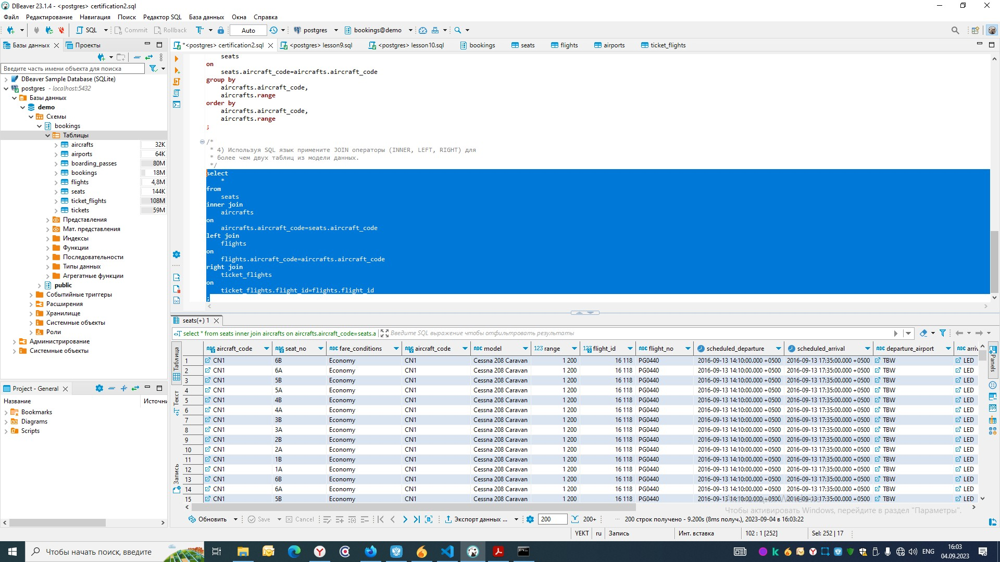 DBeaver 23.1.4 - <postgres> certification2.sql
Файл Редактирование Навигация Поиск Редактор SQL База данных Окна Справка
SQL Commit Rollback Auto postgres bookings@demo
Базы данных Проекты
*<postgres> certification2.sql <postgres> lesson9.sql <postgres> lesson10.sql bookings seats flights airports ticket_flights
Введите часть имени объекта для поиска
DBeaver Sample Database (SQLite)
postgres - localhost:5432
Базы данных
demo
Схемы
bookings
Таблицы
aircrafts 32K
airports 64K
boarding_passes 80M
bookings 18M
flights 4,8M
seats 144K
ticket_flights 108M
tickets 59M
Представления
Мат. представления
Индексы
Функции
Последовательности
Типы данных
Агрегатные функции
public
Событийные триггеры
Расширения
Хранилище
Системные объекты
Роли
Администрирование
Системные объекты
Project - General
Название Источни
Bookmarks
Diagrams
Scripts
seats
on
seats.aircraft_code=aircrafts.aircraft_code
group by
aircrafts.aircraft_code,
aircrafts.range
order by
aircrafts.aircraft_code,
aircrafts.range
;
/*
* 4) Используя SQL язык примените JOIN операторы (INNER, LEFT, RIGHT) для
* более чем двух таблиц из модели данных.
*/
select
*
from
seats
inner join
aircrafts
on
aircrafts.aircraft_code=seats.aircraft_code
left join
flights
on
flights.aircraft_code=aircrafts.aircraft_code
right join
ticket_flights
on
ticket_flights.flight_id=flights.flight_id
;
seats(+) 1
select * from seats inner join aircrafts on aircrafts.aircraft_code=seats.a Введите SQL выражение чтобы отфильтровать результаты
Таблица
Текст
Запись
Panels
aircraft_code seat_no fare_conditions aircraft_code model range flight_id flight_no scheduled_departure scheduled_arrival departure_airport arriv
1 CN1 6B Economy CN1 Cessna 208 Caravan 1 200 16 118 PG0440 2016-09-13 14:10:00.000 +0500 2016-09-13 17:35:00.000 +0500 TBW LED
2 CN1 6A Economy CN1 Cessna 208 Caravan 1 200 16 118 PG0440 2016-09-13 14:10:00.000 +0500 2016-09-13 17:35:00.000 +0500 TBW LED
3 CN1 5B Economy CN1 Cessna 208 Caravan 1 200 16 118 PG0440 2016-09-13 14:10:00.000 +0500 2016-09-13 17:35:00.000 +0500 TBW LED
4 CN1 5A Economy CN1 Cessna 208 Caravan 1 200 16 118 PG0440 2016-09-13 14:10:00.000 +0500 2016-09-13 17:35:00.000 +0500 TBW LED
5 CN1 4B Economy CN1 Cessna 208 Caravan 1 200 16 118 PG0440 2016-09-13 14:10:00.000 +0500 2016-09-13 17:35:00.000 +0500 TBW LED
6 CN1 4A Economy CN1 Cessna 208 Caravan 1 200 16 118 PG0440 2016-09-13 14:10:00.000 +0500 2016-09-13 17:35:00.000 +0500 TBW LED
7 CN1 3B Economy CN1 Cessna 208 Caravan 1 200 16 118 PG0440 2016-09-13 14:10:00.000 +0500 2016-09-13 17:35:00.000 +0500 TBW LED
8 CN1 3A Economy CN1 Cessna 208 Caravan 1 200 16 118 PG0440 2016-09-13 14:10:00.000 +0500 2016-09-13 17:35:00.000 +0500 TBW LED
9 CN1 2B Economy CN1 Cessna 208 Caravan 1 200 16 118 PG0440 2016-09-13 14:10:00.000 +0500 2016-09-13 17:35:00.000 +0500 TBW LED
10 CN1 2A Economy CN1 Cessna 208 Caravan 1 200 16 118 PG0440 2016-09-13 14:10:00.000 +0500 2016-09-13 17:35:00.000 +0500 TBW LED
11 CN1 1B Economy CN1 Cessna 208 Caravan 1 200 16 118 PG0440 2016-09-13 14:10:00.000 +0500 2016-09-13 17:35:00.000 +0500 TBW LED
12 CN1 1A Economy CN1 Cessna 208 Caravan 1 200 16 118 PG0440 2016-09-13 14:10:00.000 +0500 2016-09-13 17:35:00.000 +0500 TBW LED
13 CN1 6B Economy CN1 Cessna 208 Caravan 1 200 16 118 PG0440 2016-09-13 14:10:00.000 +0500 2016-09-13 17:35:00.000 +0500 TBW LED
14 CN1 6A Economy CN1 Cessna 208 Caravan 1 200 16 118 PG0440 2016-09-13 14:10:00.000 +0500 2016-09-13 17:35:00.000 +0500 TBW LED
15 CN1 5B Economy CN1 Cessna 208 Caravan 1 200 16 118 PG0440 2016-09-13 14:10:00.000 +0500 2016-09-13 17:35:00.000 +0500 TBW LED
Чтобы активировать Windows, перейдите в раздел "Параметры".
Обновить Save Cancel Экспорт данных ... 200 200+ 200 строк получено - 9.200s (8ms получ.), 2023-09-04 в 16:03:22
YEKT ru Запись Инт. вставка 102 : 1 [252] Sel: 252 | 17
Чтобы начать поиск, введите
ENG 16:03
04.09.2023